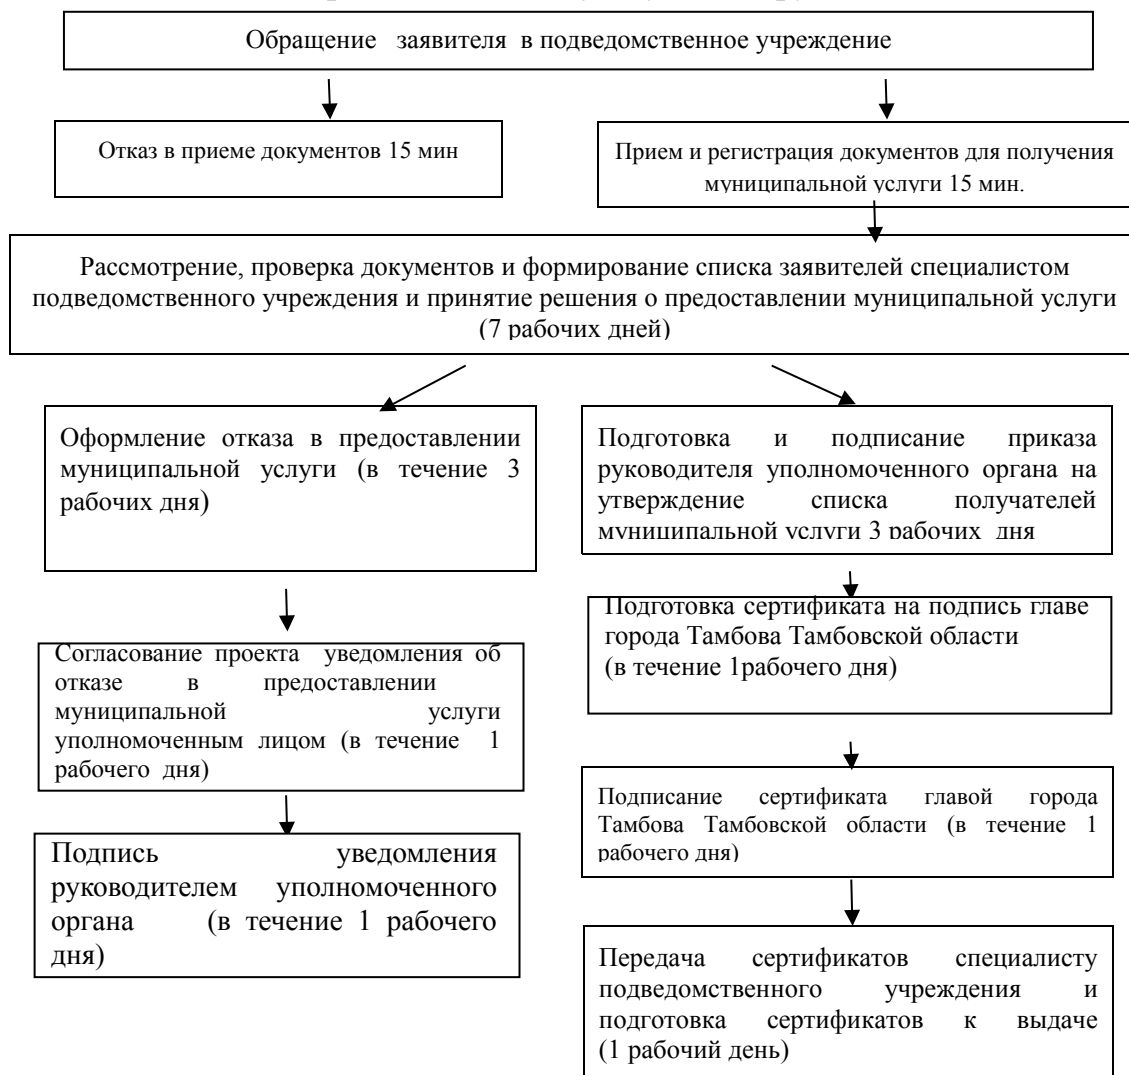 Обращение заявителя в подведомственное учреждение
Отказ в приеме документов 15 мин
Прием и регистрация документов для получения
муниципальной услуги 15 мин.
Рассмотрение, проверка документов и формирование списка заявителей специалистом
подведомственного учреждения и принятие решения о предоставлении муниципальной услуги
(7 рабочих дней)
Оформление отказа в предоставлении
муниципальной услуги (в течение 3
рабочих дня)
Подготовка и подписание приказа
руководителя уполномоченного органа на
утверждение списка получателей
муниципальной услуги 3 рабочих дня
Подготовка сертификата на подпись главе
города Тамбова Тамбовской области
(в течение 1рабочего дня)
Согласование проекта уведомления об
отказе в предоставлении
муниципальной услуги
уполномоченным лицом (в течение 1
рабочего дня)
Подписание сертификата главой города
Тамбова Тамбовской области (в течение 1
рабочего дня)
Подпись уведомления
руководителем уполномоченного
органа (в течение 1 рабочего
дня)
Передача сертификатов специалисту
подведомственного учреждения и
подготовка сертификатов к выдаче
(1 рабочий день)